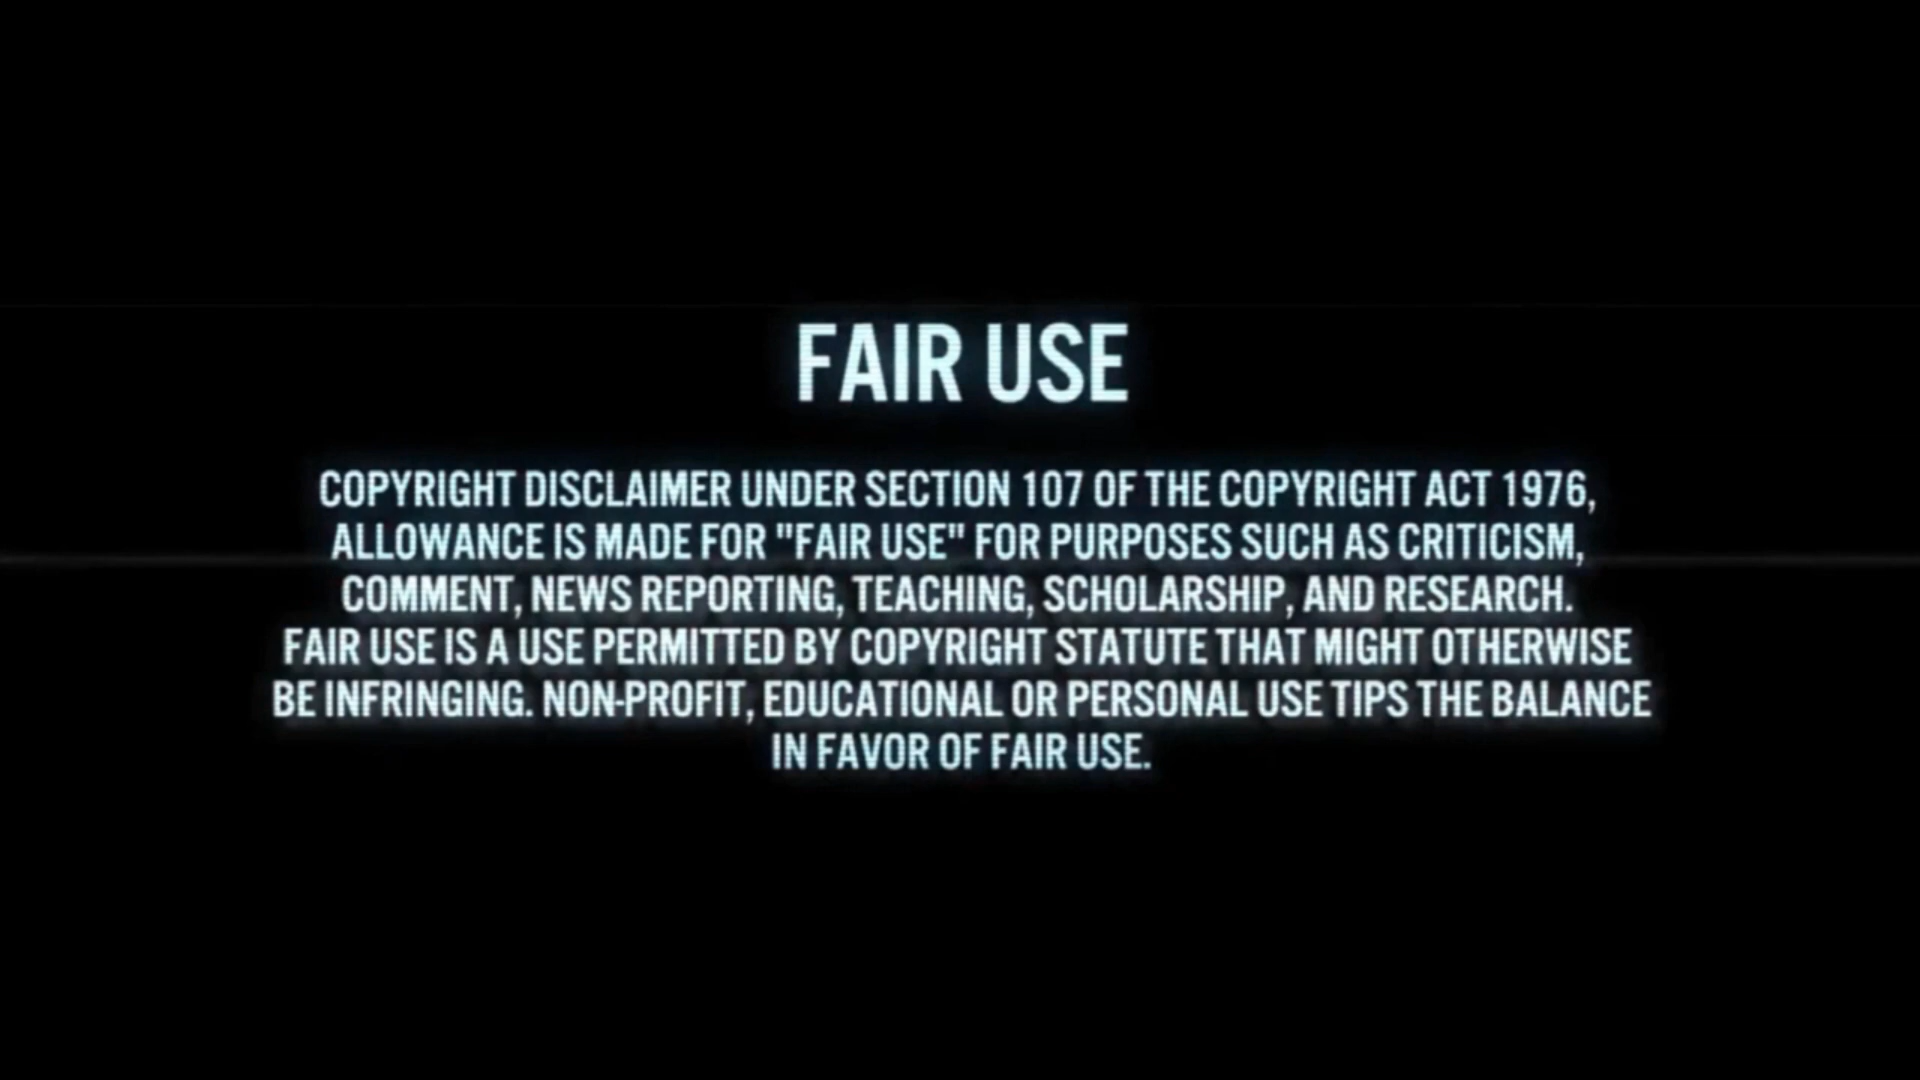 FAIR USE
COPYRIGHT DISCLAIMER UNDER SECTION 107 OF THE COPYRIGHT ACT 1976,
ALLOWANCE IS MADE FOR "FAIR USE" FOR PURPOSES SUCH AS CRITICISM,
COMMENT, NEWS REPORTING, TEACHING, SCHOLARSHIP, AND RESEARCH.
FAIR USE IS A USE PERMITTED BY COPYRIGHT STATUTE THAT MIGHT OTHERWISE
BE INFRINGING. NON-PROFIT, EDUCATIONAL OR PERSONAL USE TIPS THE BALANCE
IN FAVOR OF FAIR USE.